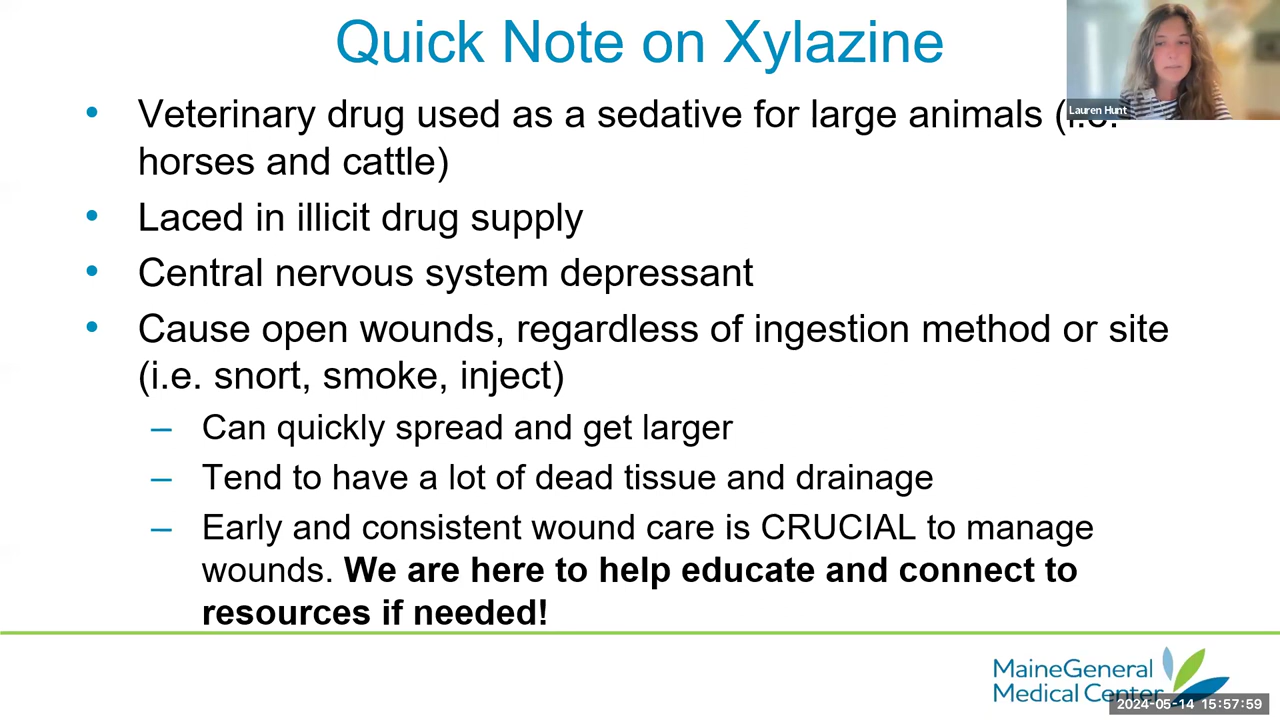 Quick Note on Xylazine
Lauren Hunt
• Veterinary drug used as a sedative for large animals (i.e.
horses and cattle)
• Laced in illicit drug supply
• Central nervous system depressant
• Cause open wounds, regardless of ingestion method or site
(i.e. snort, smoke, inject)
– Can quickly spread and get larger
– Tend to have a lot of dead tissue and drainage
– Early and consistent wound care is CRUCIAL to manage
wounds. We are here to help educate and connect to
resources if needed!
MaineGeneral
Medical Center
2024-05-14 15:57:59